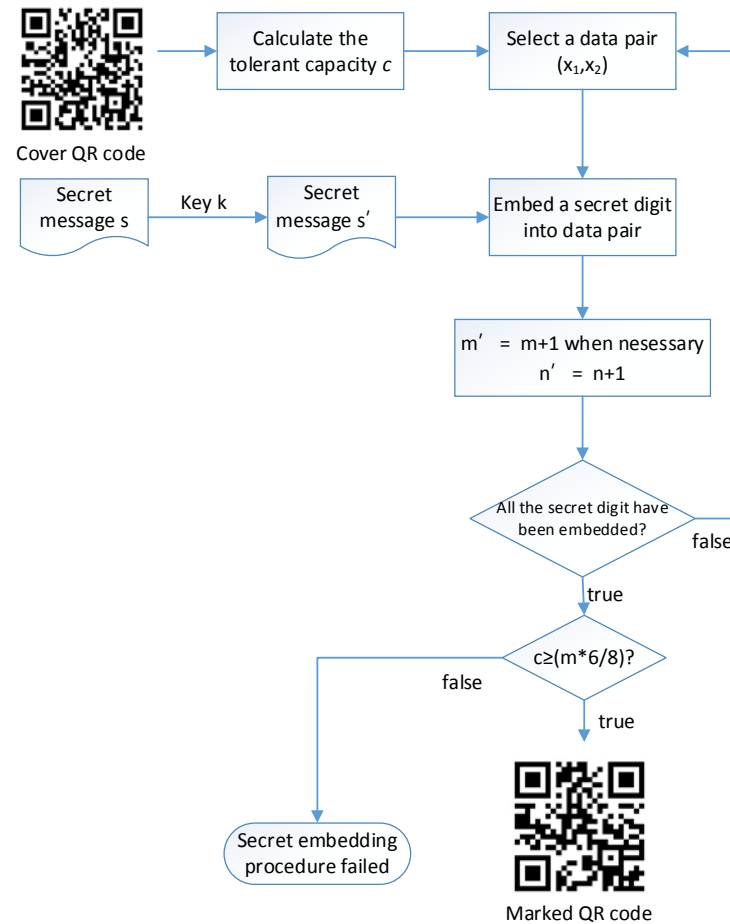 Calculate the
tolerant capacity c
Select a data pair
(x₁,x₂)
Cover QR code
Secret
message s
Key k
Secret
message s′
Embed a secret digit
into data pair
m′ = m+1 when nesessary
n′ = n+1
All the secret digit have
been embedded?
false
true
c≥(m*6/8)?
false
true
Secret embedding
procedure failed
Marked QR code